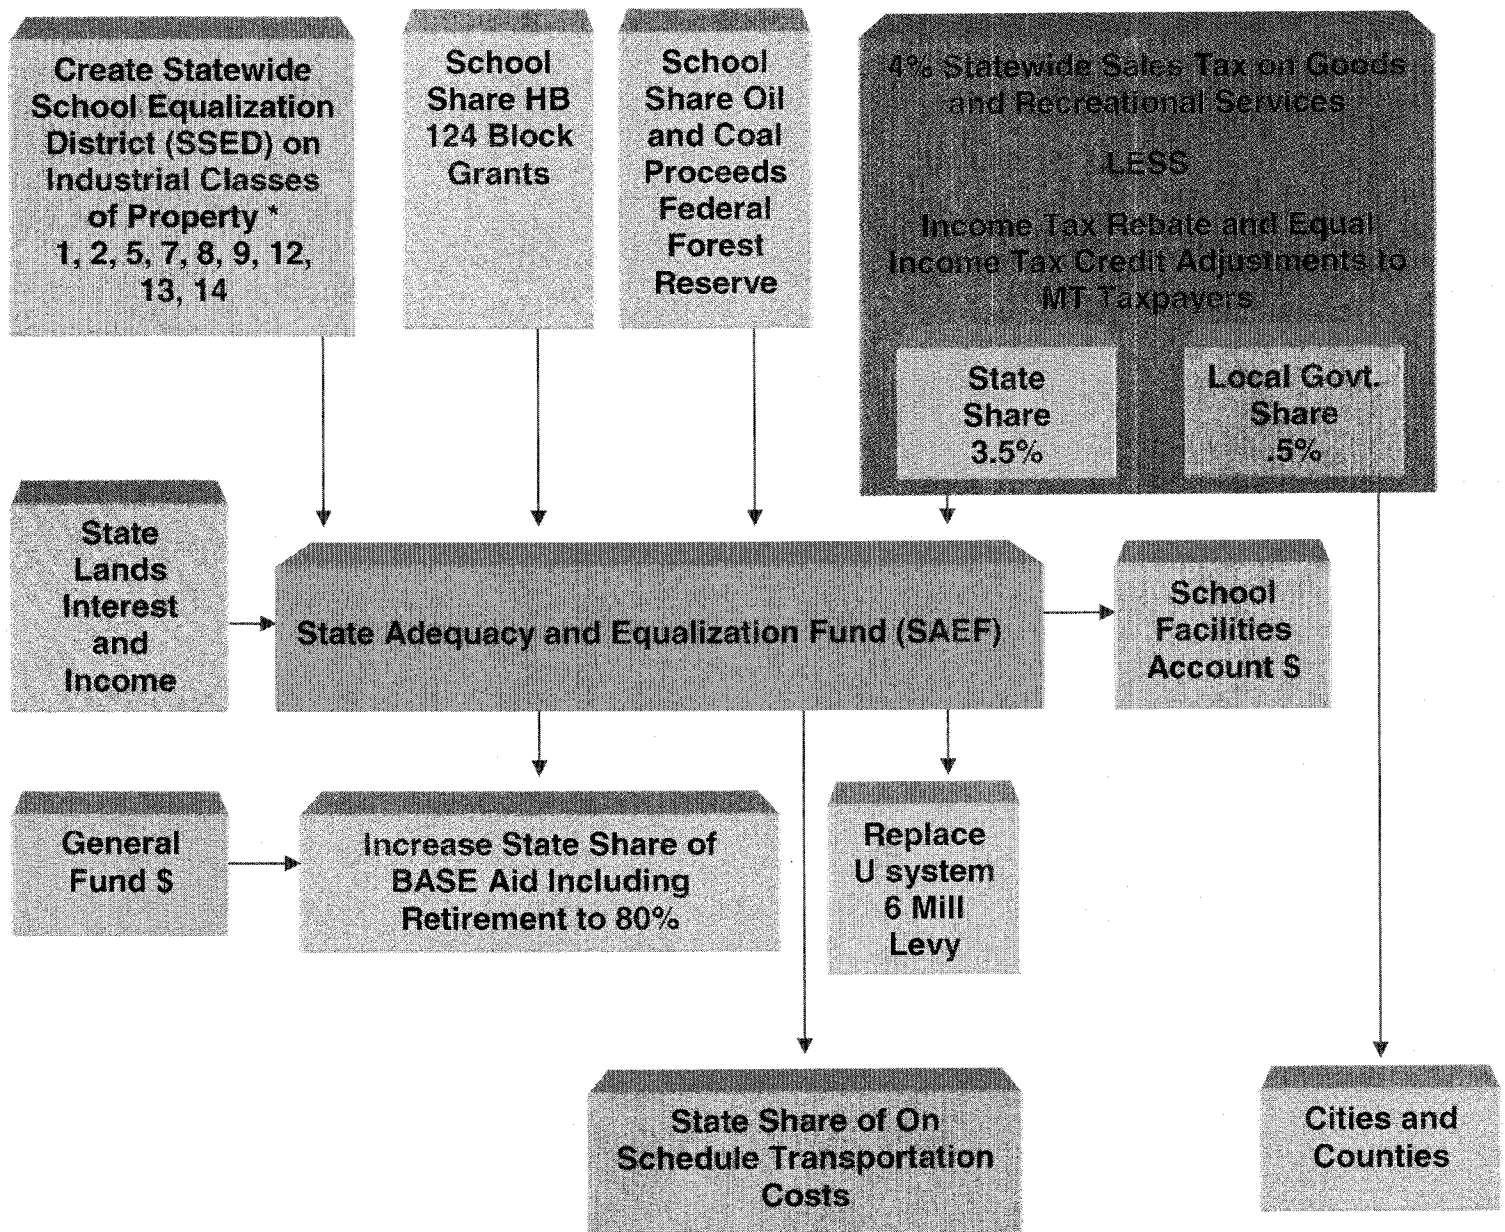 Create Statewide
School Equalization
District (SSED) on
Industrial Classes
of Property *
1, 2, 5, 7, 8, 9, 12,
13, 14
School
Share HB
124 Block
Grants
School
Share Oil
and Coal
Proceeds
Federal
Forest
Reserve
4% Statewide Sales Tax on Goods
and Recreational Services
LESS
Income Tax Rebate and Equal
Income Tax Credit Adjustments to
MT Taxpayers
State
Share
3.5%
Local Govt.
Share
.5%
State
Lands
Interest
and
Income
State Adequacy and Equalization Fund (SAEF)
School
Facilities
Account $
General
Fund $
Increase State Share of
BASE Aid Including
Retirement to 80%
Replace
U system
6 Mill
Levy
State Share of On
Schedule Transportation
Costs
Cities and
Counties